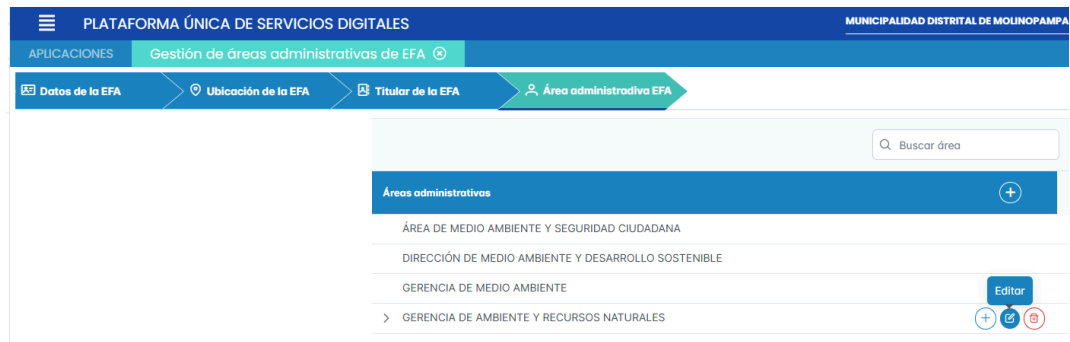 PLATAFORMA ÚNICA DE SERVICIOS DIGITALES
MUNICIPALIDAD DISTRITAL DE MOLINOPAMPA
APLICACIONES
Gestión de áreas administrativas de EFA
Datos de la EFA
Ubicación de la EFA
Titular de la EFA
Área administradiva EFA
Buscar área
Áreas administrativas
ÁREA DE MEDIO AMBIENTE Y SEGURIDAD CIUDADANA
DIRECCIÓN DE MEDIO AMBIENTE Y DESARROLLO SOSTENIBLE
GERENCIA DE MEDIO AMBIENTE
Editar
GERENCIA DE AMBIENTE Y RECURSOS NATURALES